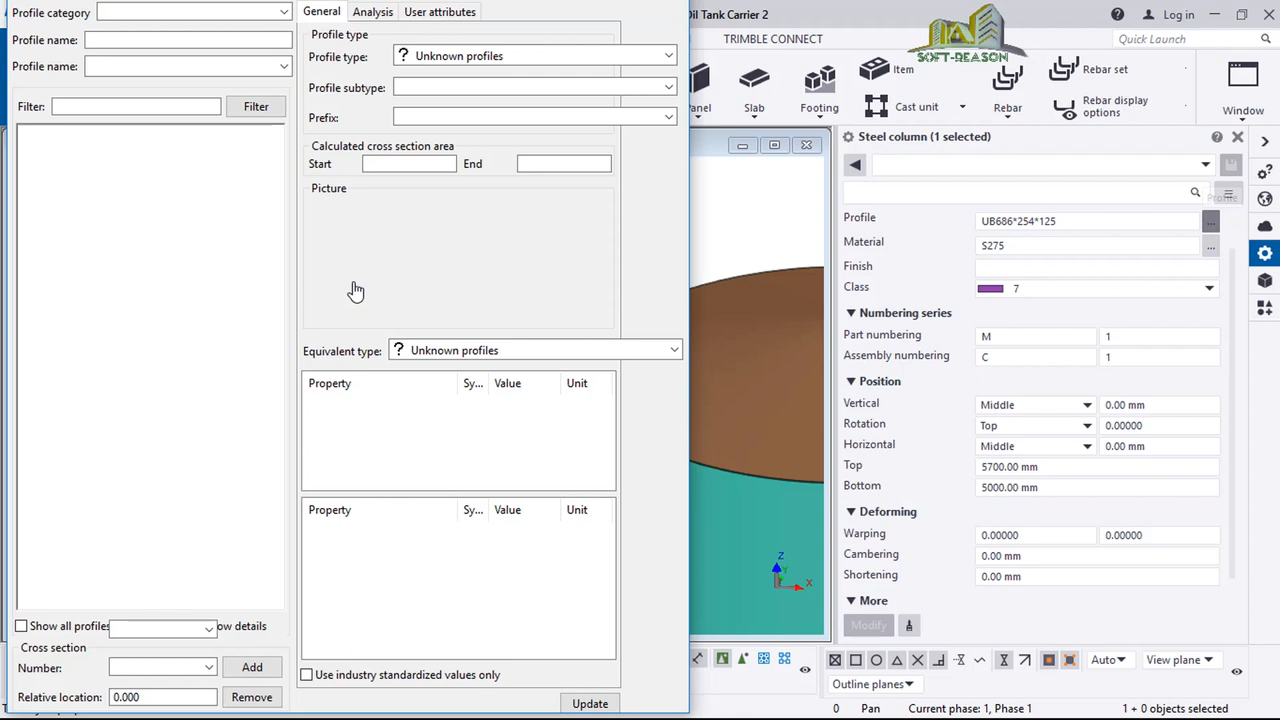 Profile category
General
Analysis
User attributes
Oil Tank Carrier 2
Log in
Profile name:
Profile type
TRIMBLE CONNECT
SOFT-REASON
Quick Launch
Profile name:
Profile type:
? Unknown profiles
Item
Rebar set
Profile subtype:
Panel
Slab
Footing
Cast unit
Rebar
Rebar display options
Window
Filter:
Filter
Prefix:
Calculated cross section area
Start
End
Steel column (1 selected)
Picture
Profile
Profile
UB686*254*125
...
Material
S275
...
Finish
Class
7
Numbering series
Part numbering
M
1
Assembly numbering
C
1
Equivalent type:
? Unknown profiles
Position
Property
Sy...
Value
Unit
Vertical
Middle
0.00 mm
Rotation
Top
0.00000
Horizontal
Middle
0.00 mm
Top
5700.00 mm
Bottom
5000.00 mm
Property
Sy...
Value
Unit
Deforming
Warping
0.00000
0.00000
Cambering
0.00 mm
Shortening
0.00 mm
Z
Y
X
More
Modify
Show all profiles
ow details
Cross section
Number:
Add
Use industry standardized values only
Auto
View plane
Outline planes
Relative location:
0.000
Remove
Update
0
Pan
Current phase: 1, Phase 1
1 + 0 objects selected